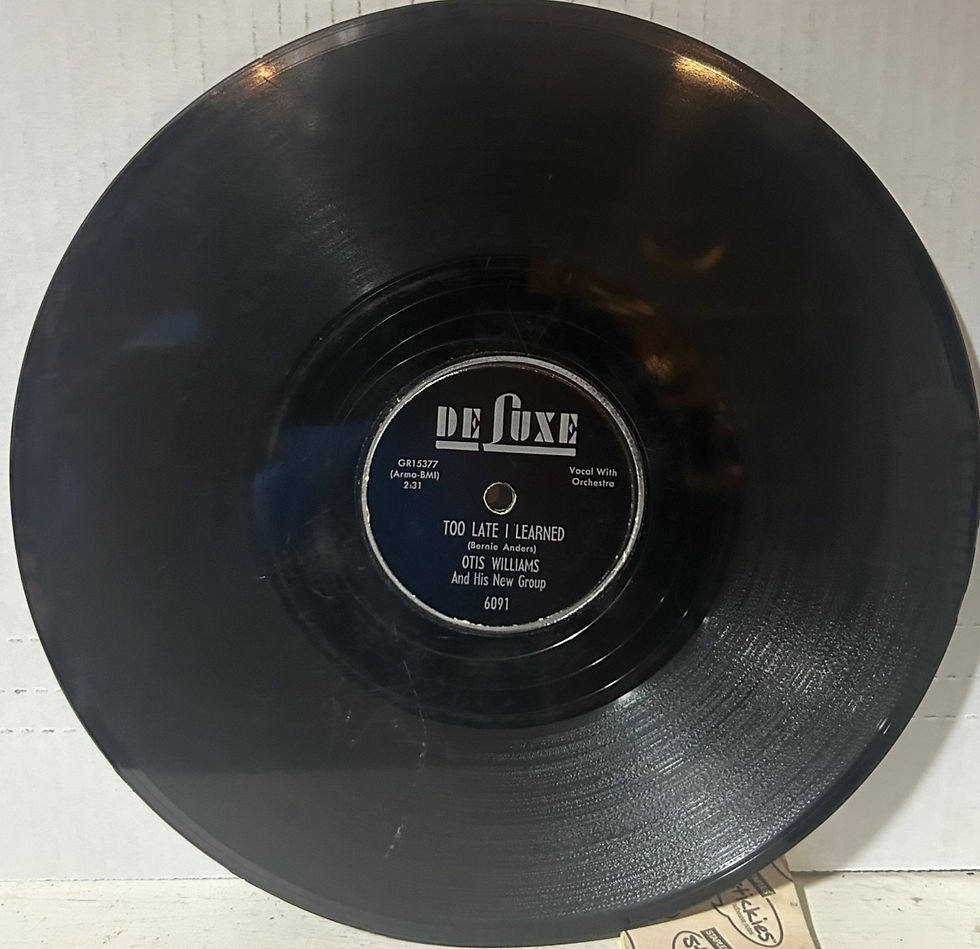 DE LUXE
GR15377
(Armo-BMI)
2:31
Vocal With
Orchestra
TOO LATE I LEARNED
(Bernie Anders)
OTIS WILLIAMS
And His New Group
6091
tickies